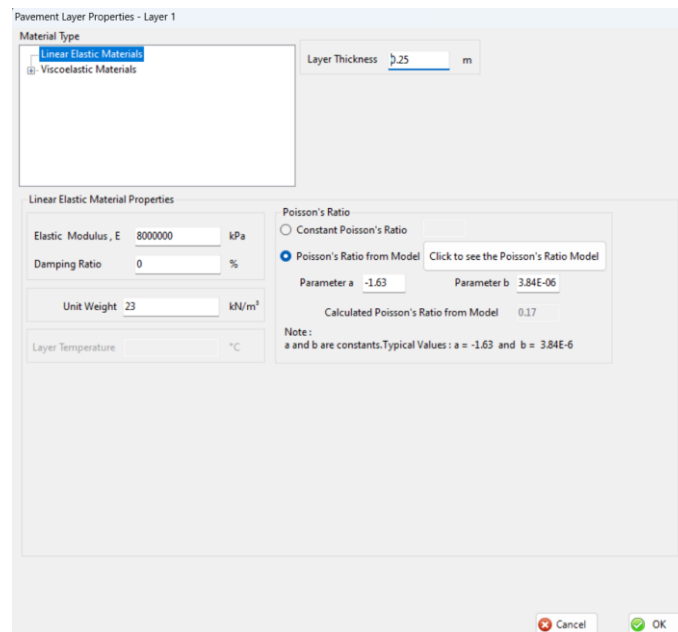 Pavement Layer Properties - Layer 1
Material Type
Linear Elastic Materials
Viscoelastic Materials
Layer Thickness 0.25 m
Linear Elastic Material Properties
Elastic Modulus , E 8000000 kPa
Damping Ratio 0 %
Unit Weight 23 kN/m³
Layer Temperature °C
Poisson's Ratio
Constant Poisson's Ratio
Poisson's Ratio from Model Click to see the Poisson's Ratio Model
Parameter a -1.63 Parameter b 3.84E-06
Calculated Poisson's Ratio from Model 0.17
Note :
a and b are constants.Typical Values : a = -1.63 and b = 3.84E-6
Cancel OK